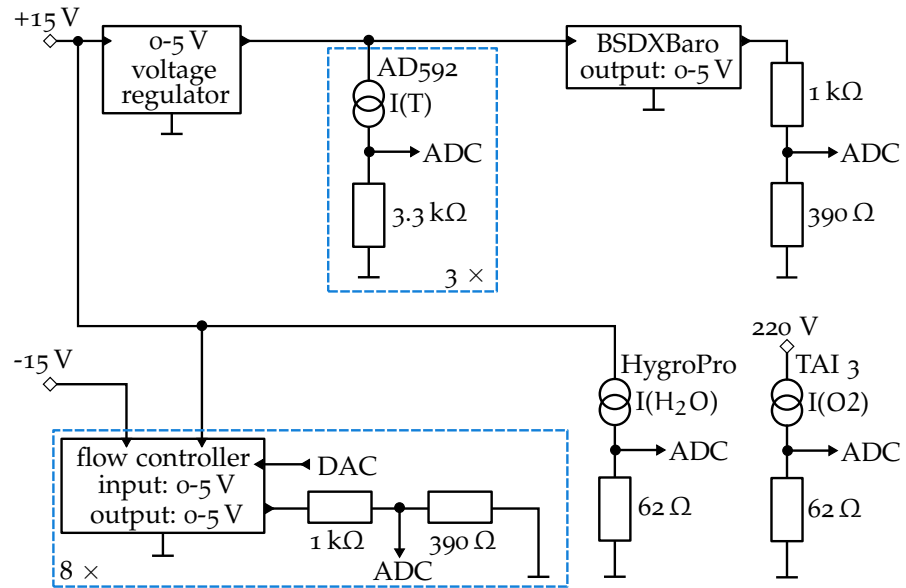 +15 V
0-5 V
voltage
regulator
AD592
I(T)
ADC
3.3 kΩ
3 ×
BSDXBaro
output: 0-5 V
1 kΩ
ADC
390 Ω
-15 V
flow controller
input: 0-5 V
output: 0-5 V
DAC
1 kΩ
390 Ω
ADC
8 ×
HygroPro
I(H₂O)
ADC
62 Ω
220 V
TAI 3
I(O2)
ADC
62 Ω